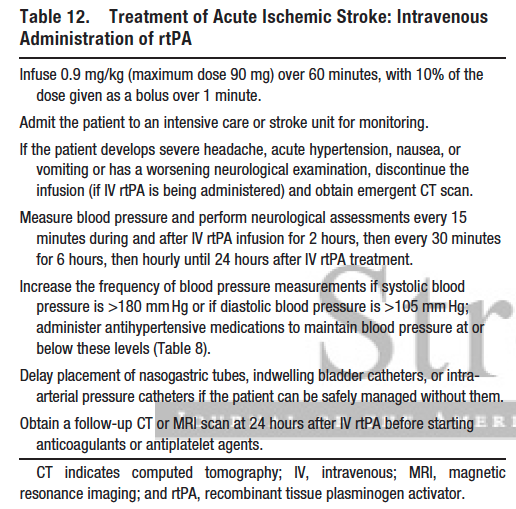 Table 12. Treatment of Acute Ischemic Stroke: Intravenous
Administration of rtPA
Infuse 0.9 mg/kg (maximum dose 90 mg) over 60 minutes, with 10% of the
dose given as a bolus over 1 minute.
Admit the patient to an intensive care or stroke unit for monitoring.
If the patient develops severe headache, acute hypertension, nausea, or
vomiting or has a worsening neurological examination, discontinue the
infusion (if IV rtPA is being administered) and obtain emergent CT scan.
Measure blood pressure and perform neurological assessments every 15
minutes during and after IV rtPA infusion for 2 hours, then every 30 minutes
for 6 hours, then hourly until 24 hours after IV rtPA treatment.
Increase the frequency of blood pressure measurements if systolic blood
pressure is >180 mm Hg or if diastolic blood pressure is >105 mm Hg;
administer antihypertensive medications to maintain blood pressure at or
below these levels (Table 8).
Delay placement of nasogastric tubes, indwelling bladder catheters, or intra-
arterial pressure catheters if the patient can be safely managed without them.
Obtain a follow-up CT or MRI scan at 24 hours after IV rtPA before starting
anticoagulants or antiplatelet agents.
CT indicates computed tomography; IV, intravenous; MRI, magnetic
resonance imaging; and rtPA, recombinant tissue plasminogen activator.
Str